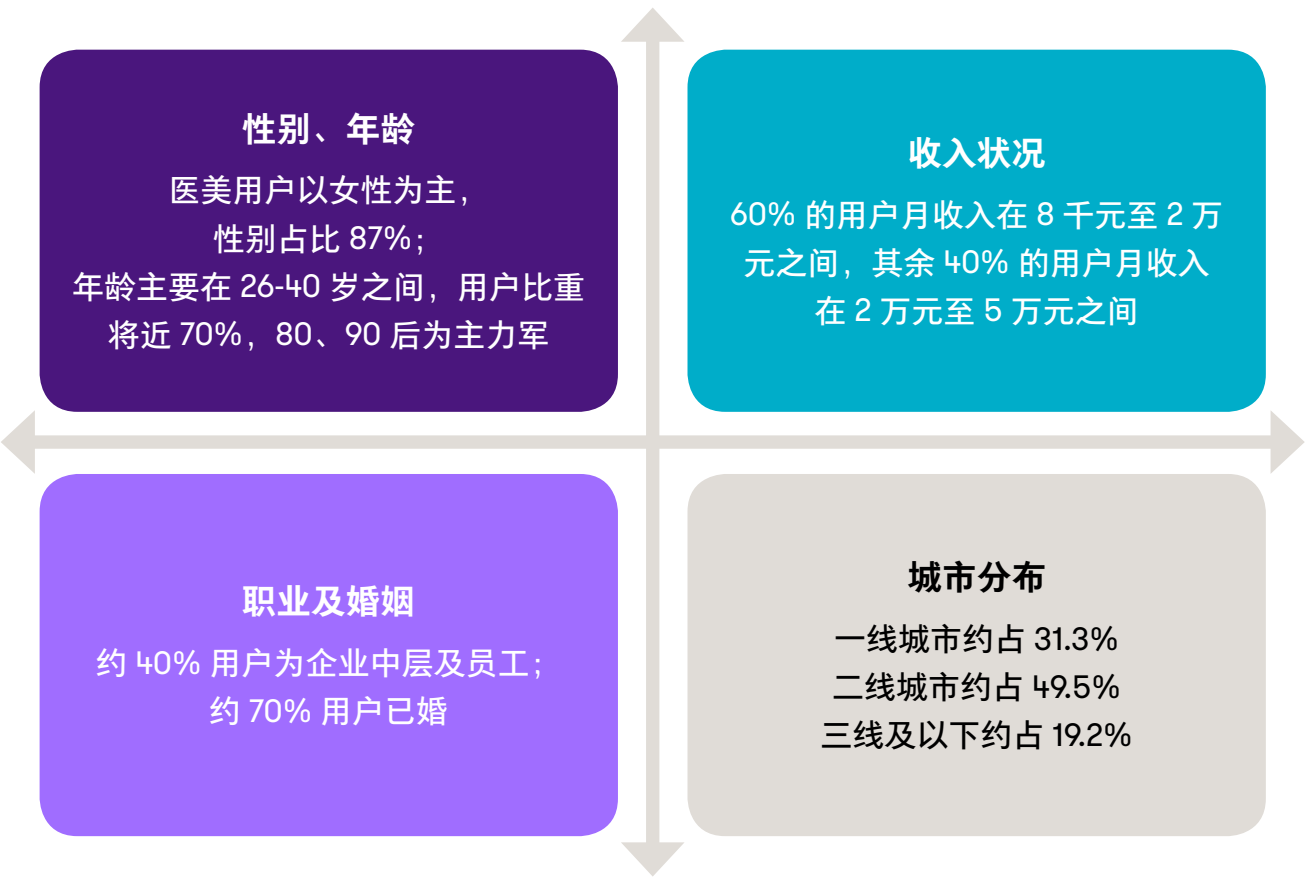 性别、年龄
医美用户以女性为主，
性别占比 87%；
年龄主要在 26-40 岁之间，用户比重
将近 70%，80、90 后为主力军
收入状况
60% 的用户月收入在 8 千元至 2 万
元之间，其余 40% 的用户月收入
在 2 万元至 5 万元之间
职业及婚姻
约 40% 用户为企业中层及员工；
约 70% 用户已婚
城市分布
一线城市约占 31.3%
二线城市约占 49.5%
三线及以下约占 19.2%